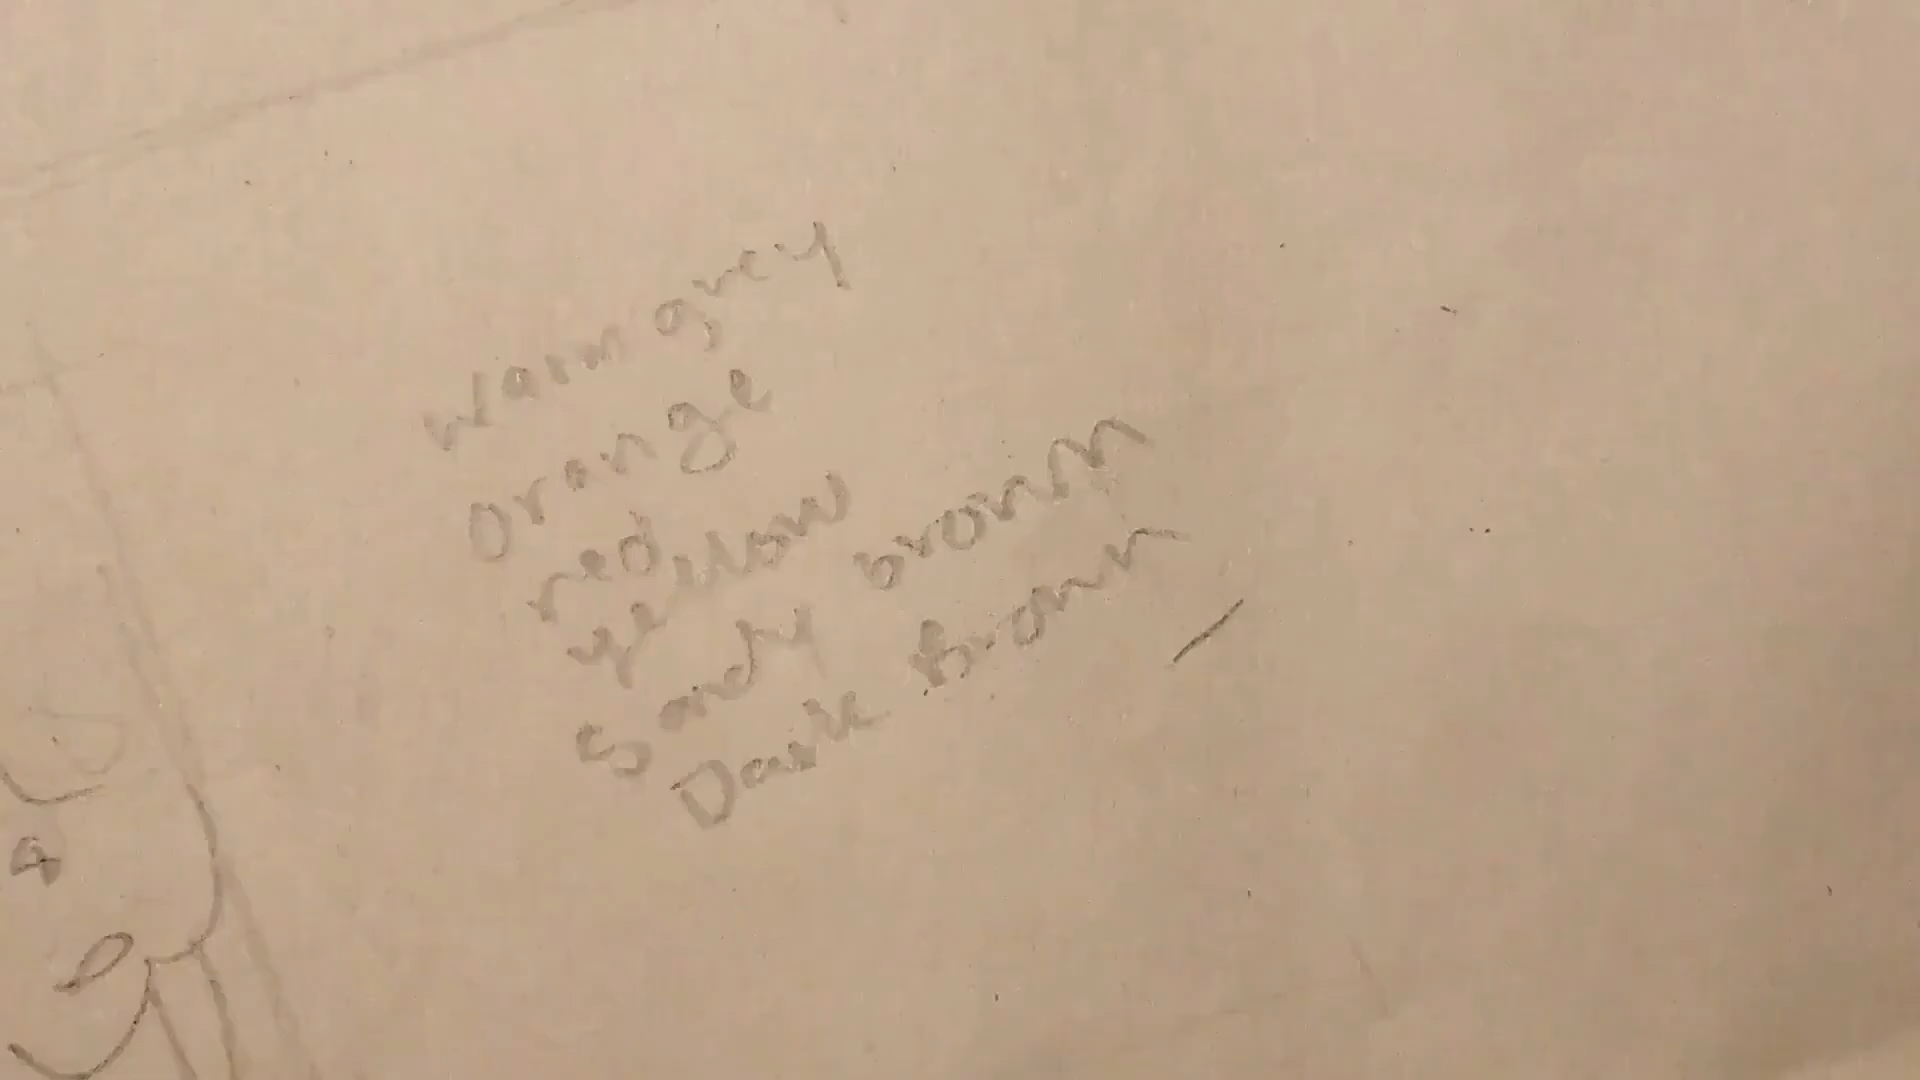 warm grey
orange
red
yellow
sandy brown
Dark Brown